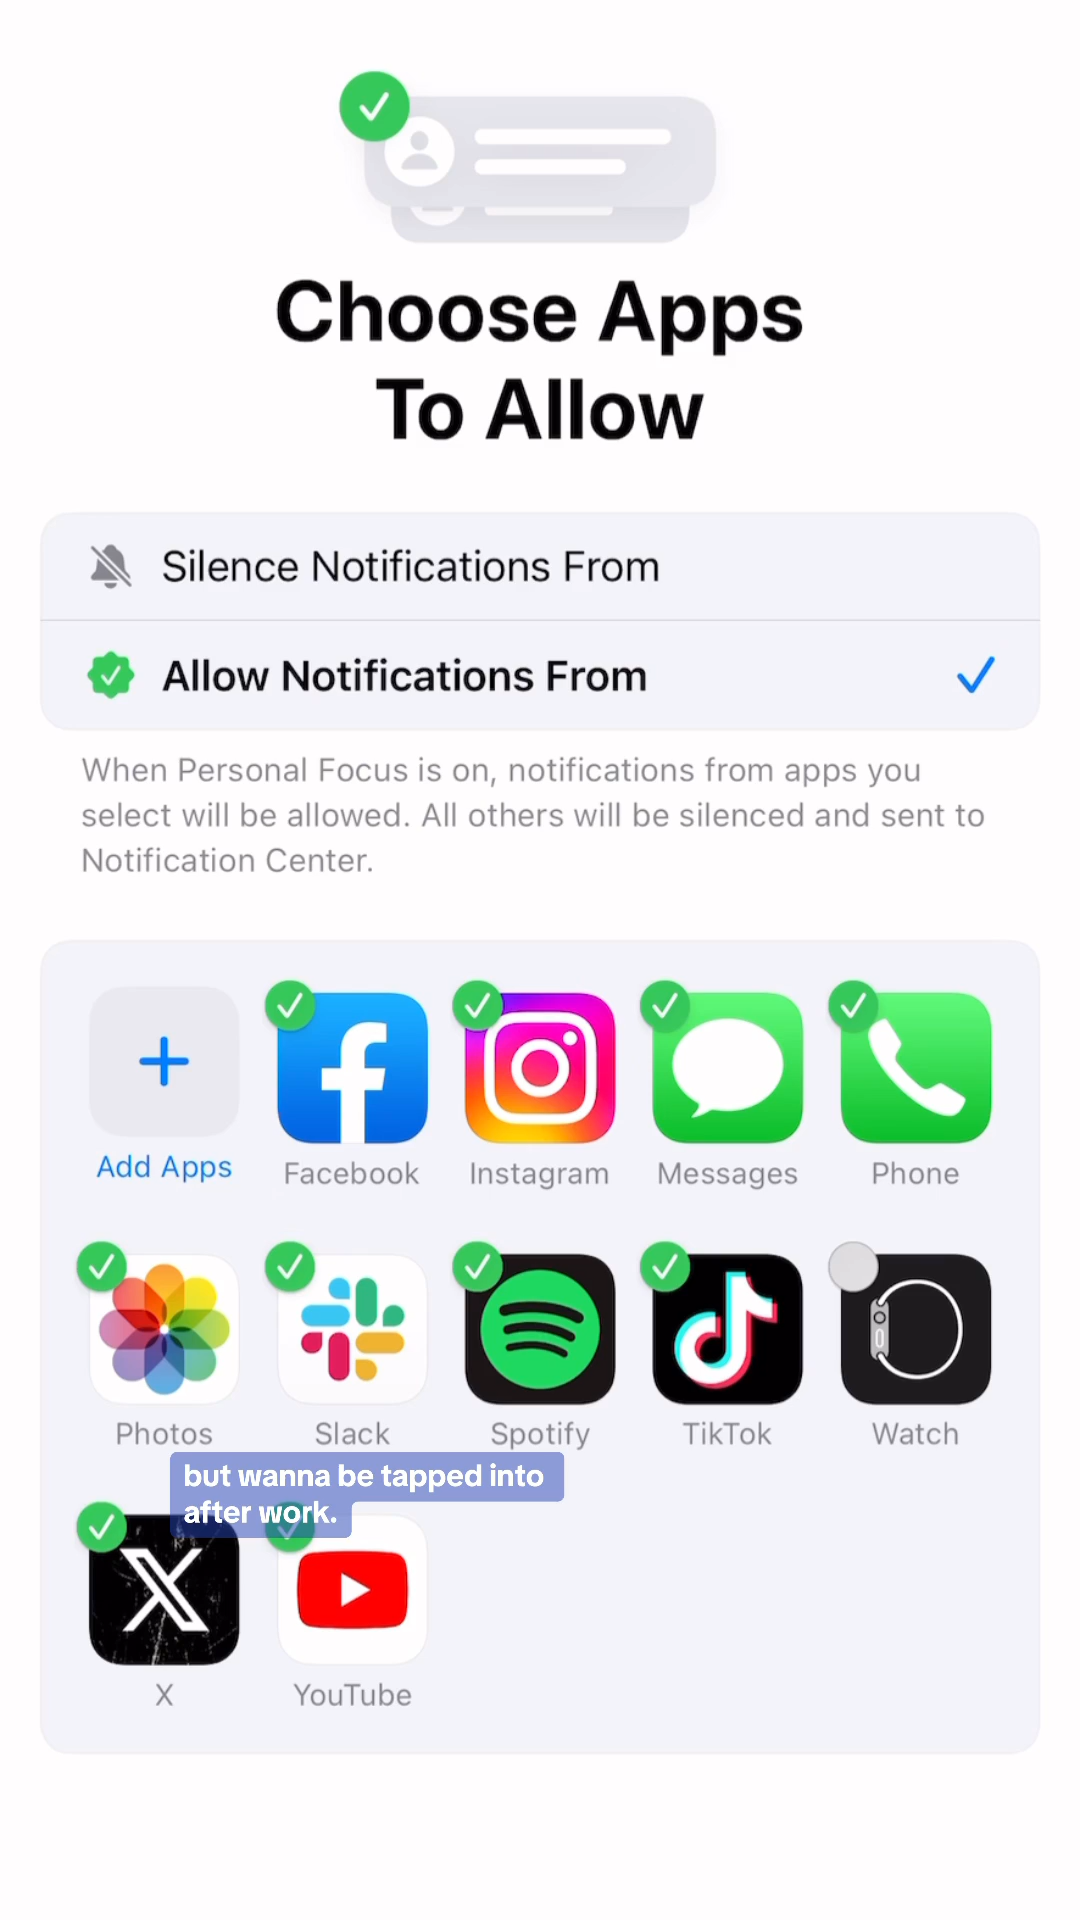 Choose Apps
To Allow
Silence Notifications From
Allow Notifications From
When Personal Focus is on, notifications from apps you
select will be allowed. All others will be silenced and sent to
Notification Center.
Add Apps
Facebook
Instagram
Messages
Phone
Photos
Slack
Spotify
TikTok
Watch
but wanna be tapped into
after work.
X
YouTube